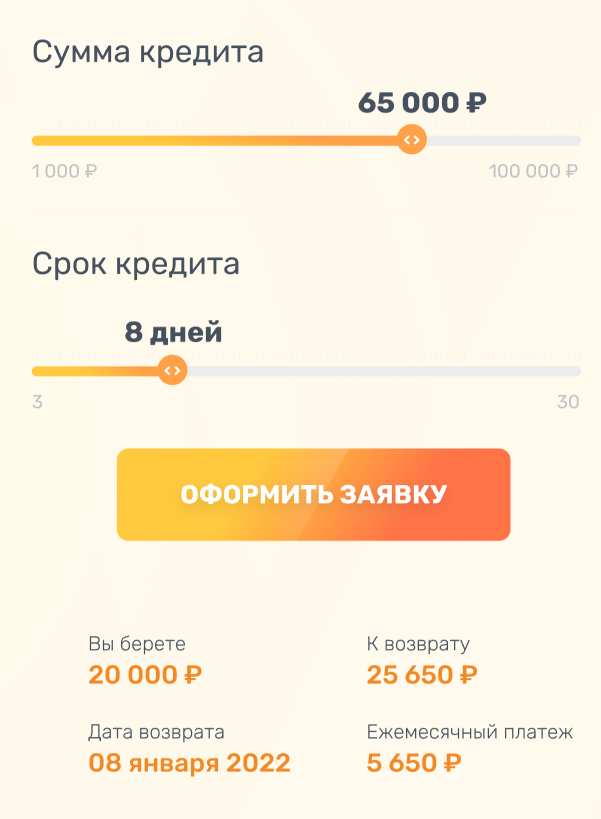 Сумма кредита
65 000 ₽
1 000 ₽ 100 000 ₽
Срок кредита
8 дней
3 30
ОФОРМИТЬ ЗАЯВКУ
Вы берете К возврату
20 000 ₽ 25 650 ₽
Дата возврата Ежемесячный платеж
08 января 2022 5 650 ₽